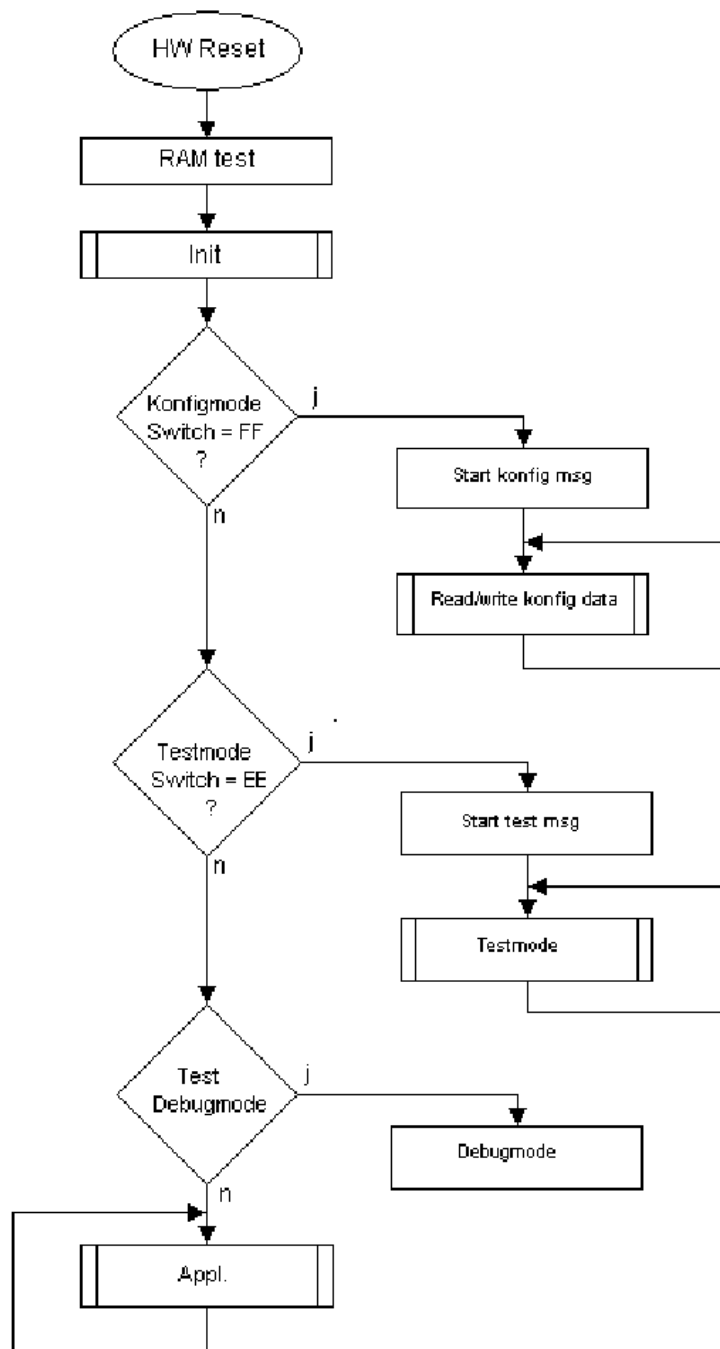 HW Reset
RAM test
Init
Konfigmode
Switch = FF
?
j
n
Start konfig msg
Read/write konfig data
Testmode
Switch = EE
?
j
n
Start test msg
Testmode
Test
Debugmode
j
n
Debugmode
Appl.